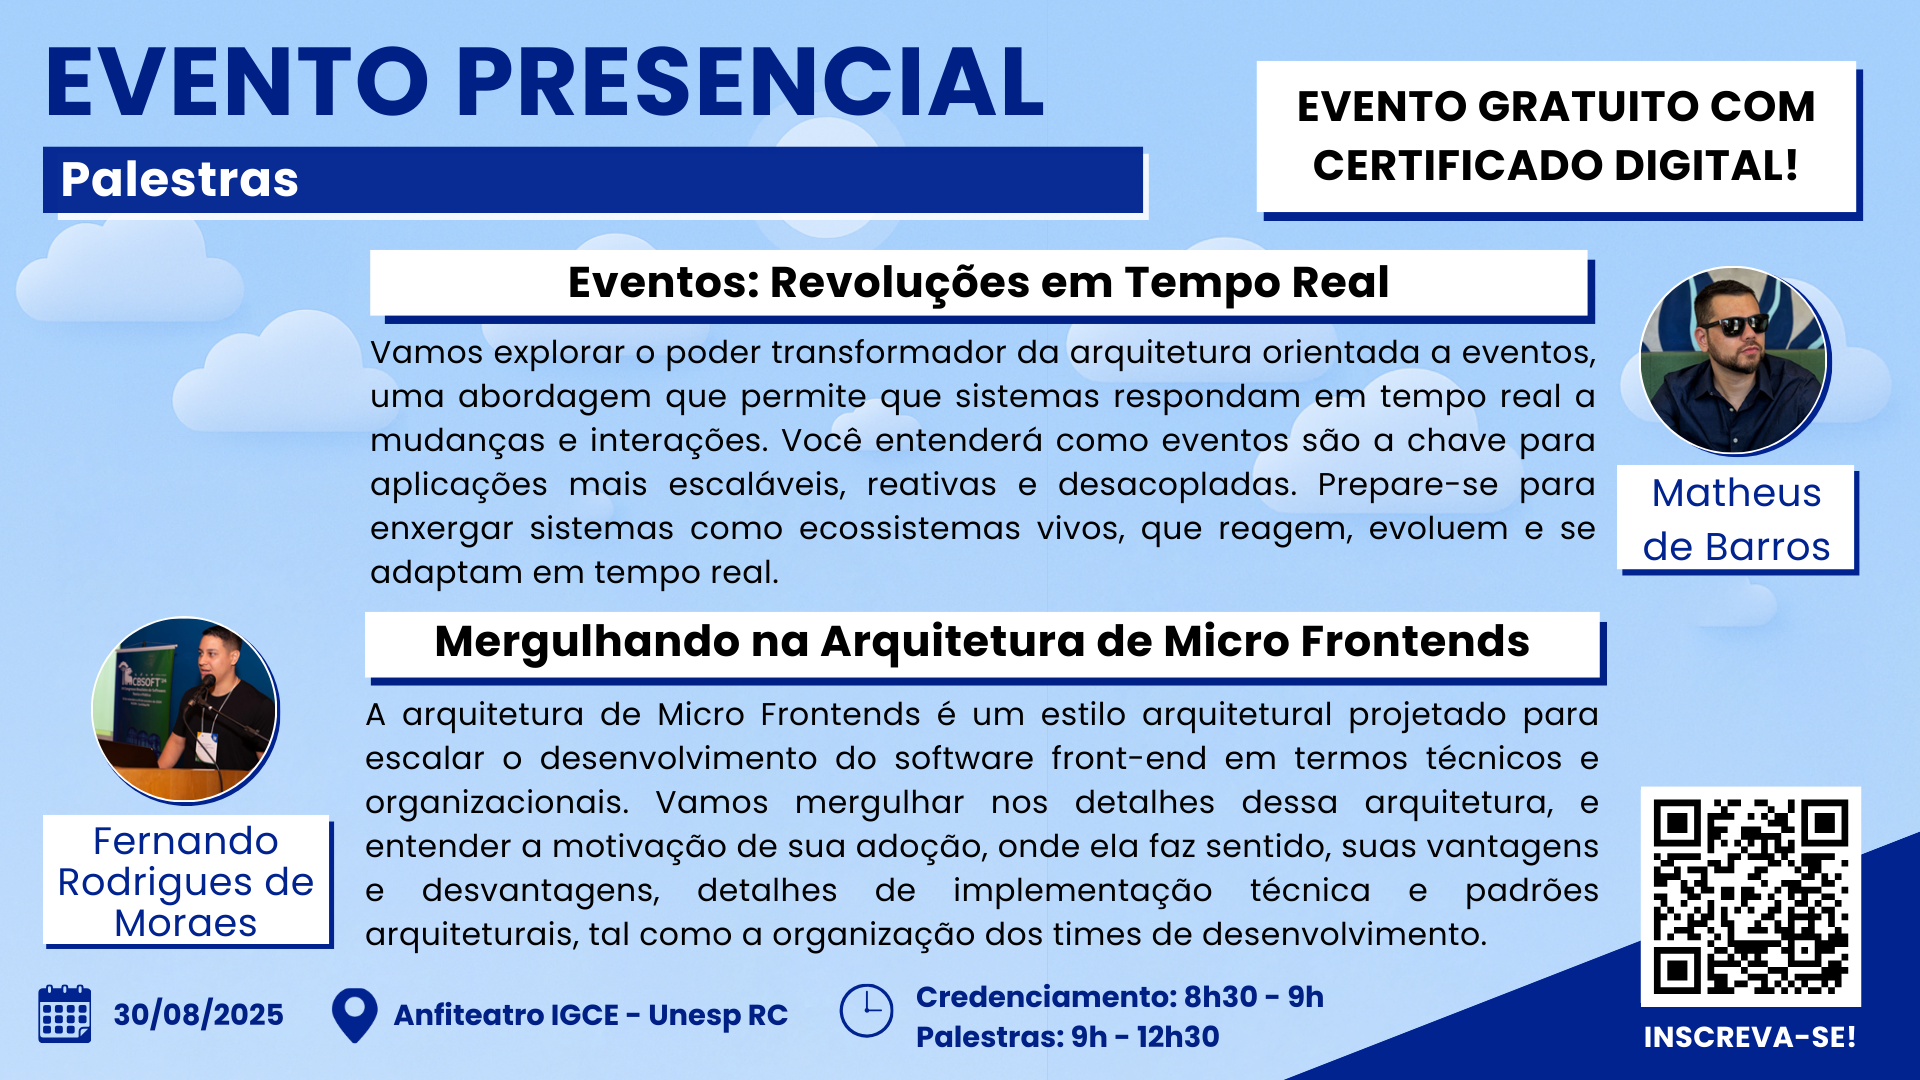 EVENTO PRESENCIAL
Palestras
EVENTO GRATUITO COM
CERTIFICADO DIGITAL!
Eventos: Revoluções em Tempo Real
Vamos explorar o poder transformador da arquitetura orientada a eventos,
uma abordagem que permite que sistemas respondam em tempo real a
mudanças e interações. Você entenderá como eventos são a chave para
aplicações mais escaláveis, reativas e desacopladas. Prepare-se para
enxergar sistemas como ecossistemas vivos, que reagem, evoluem e se
adaptam em tempo real.
Matheus
de Barros
Mergulhando na Arquitetura de Micro Frontends
A arquitetura de Micro Frontends é um estilo arquitetural projetado para
escalar o desenvolvimento do software front-end em termos técnicos e
organizacionais. Vamos mergulhar nos detalhes dessa arquitetura, e
entender a motivação de sua adoção, onde ela faz sentido, suas vantagens
e desvantagens, detalhes de implementação técnica e padrões
arquiteturais, tal como a organização dos times de desenvolvimento.
CBSOFT
Fernando
Rodrigues de
Moraes
30/08/2025
Anfiteatro IGCE - Unesp RC
Credenciamento: 8h30 - 9h
Palestras: 9h - 12h30
INSCREVA-SE!